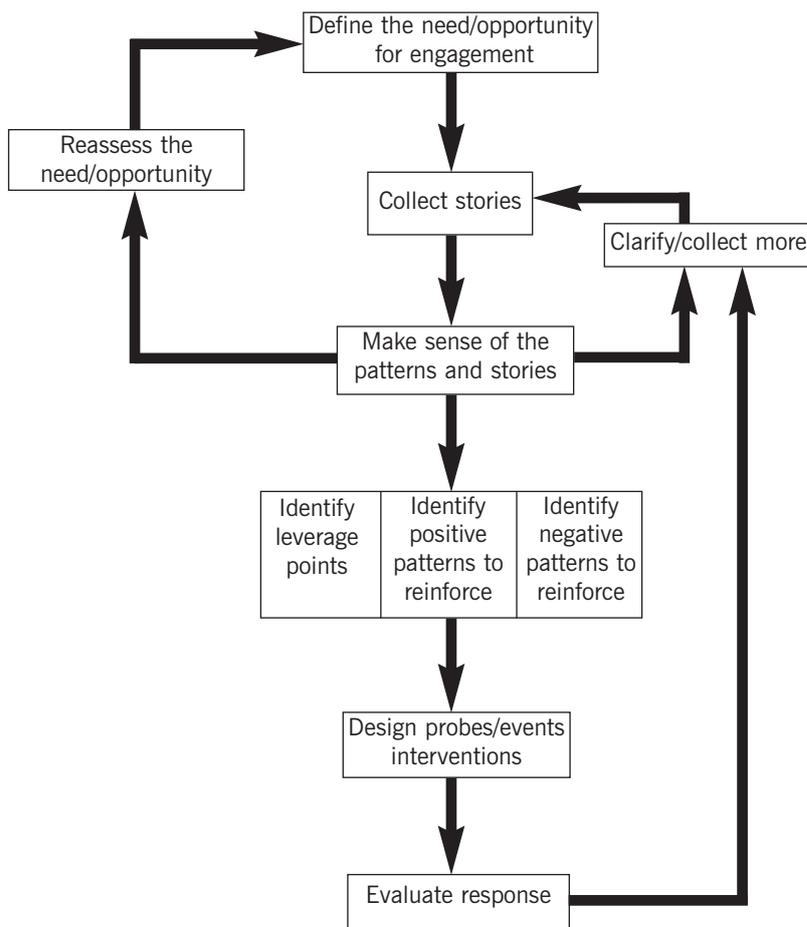 Define the need/opportunity
for engagement
Reassess the
need/opportunity
Collect stories
Clarify/collect more
Make sense of the
patterns and stories
Identify
leverage
points
Identify
positive
patterns to
reinforce
Identify
negative
patterns to
reinforce
Design probes/events
interventions
Evaluate response